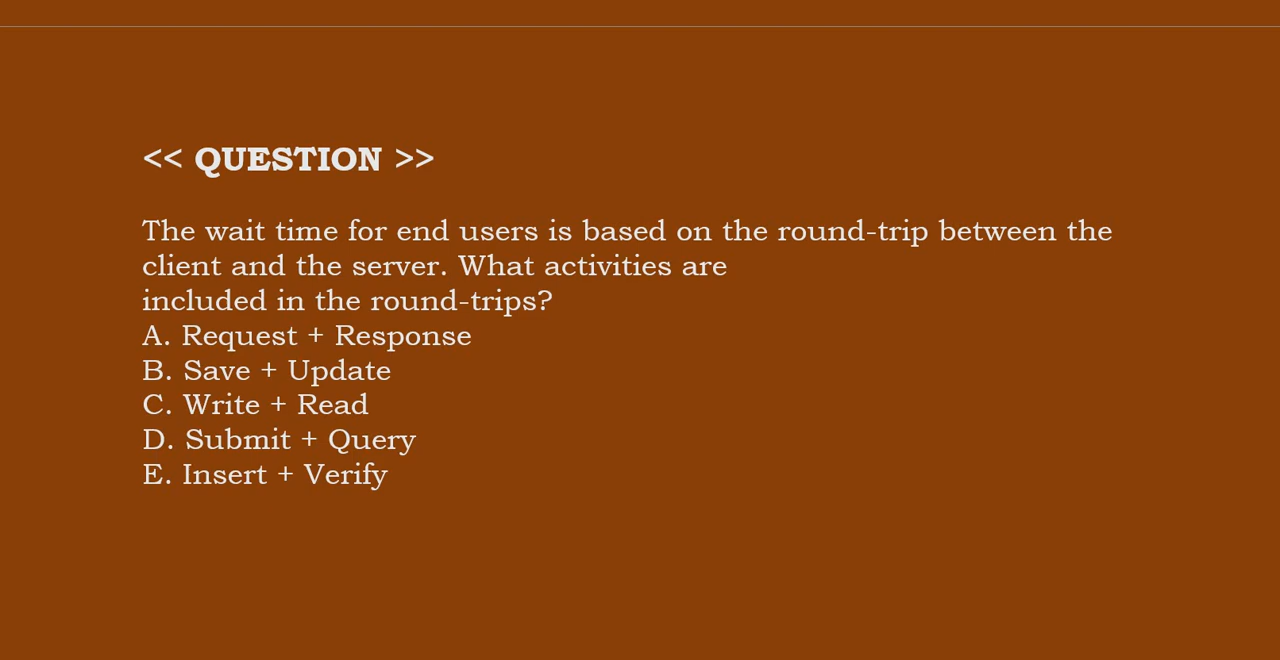 << QUESTION >>
The wait time for end users is based on the round-trip between the
client and the server. What activities are
included in the round-trips?
A. Request + Response
B. Save + Update
C. Write + Read
D. Submit + Query
E. Insert + Verify